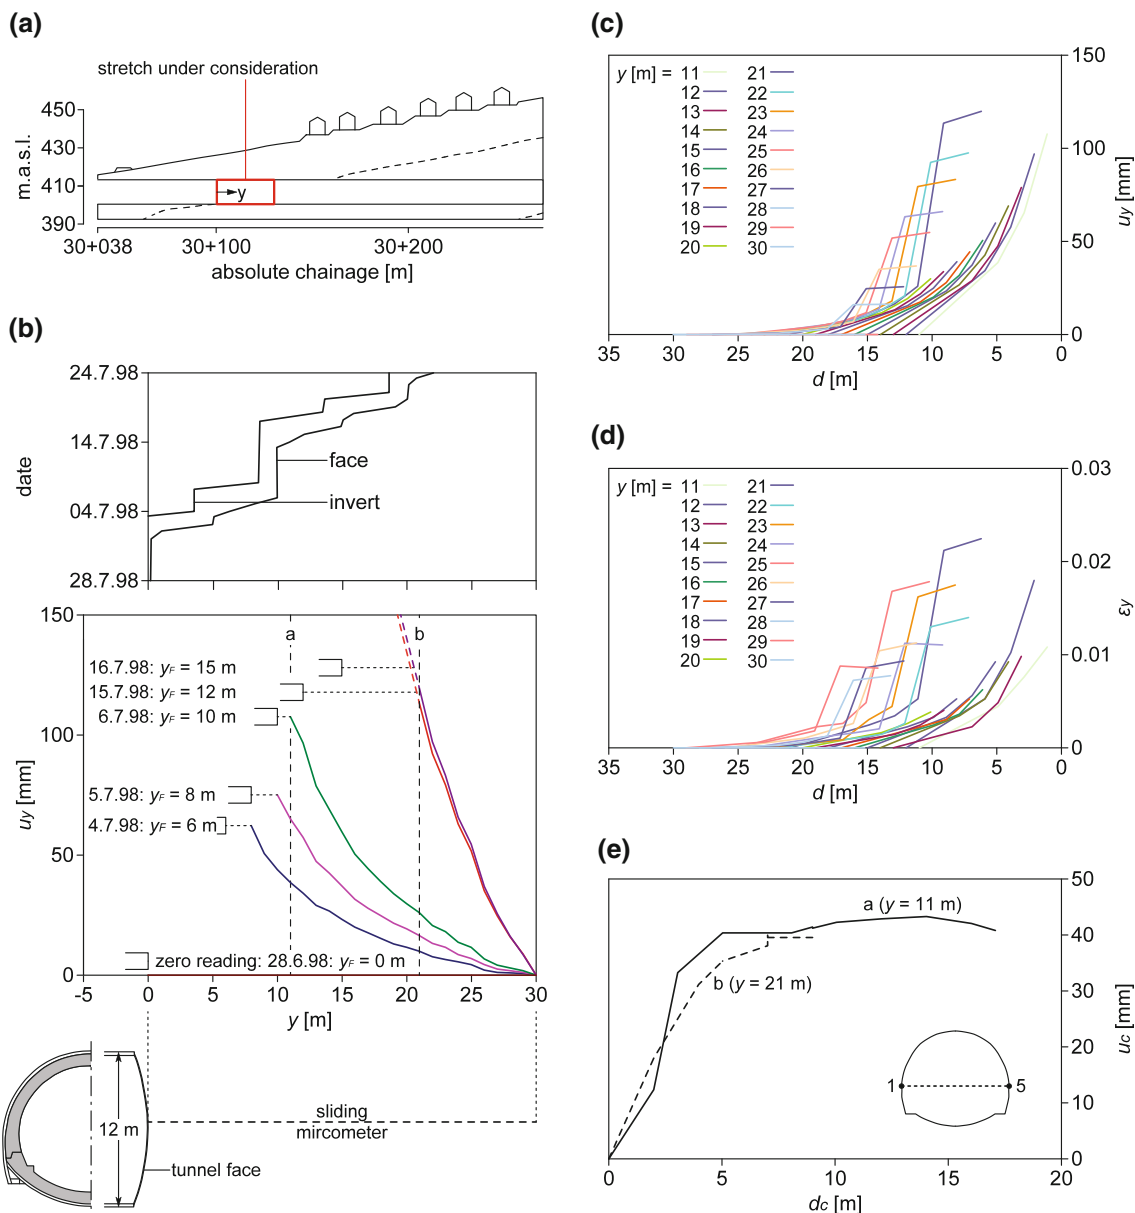 (a)
stretch under consideration
m.a.s.l.
450
430
410
390
y
30+038 30+100 30+200
absolute chainage [m]
(b)
date
24.7.98
14.7.98
04.7.98
28.7.98
face
invert
uy [mm]
150
100
50
0
a b
16.7.98: yF = 15 m
15.7.98: yF = 12 m
6.7.98: yF = 10 m
5.7.98: yF = 8 m
4.7.98: yF = 6 m
zero reading: 28.6.98: yF = 0 m
-5 0 5 10 15 20 25 30
y [m]
12 m
sliding
mircometer
tunnel face
(c)
y [m] = 11 21
12 22
13 23
14 24
15 25
16 26
17 27
18 28
19 29
20 30
150
100
50
0
uy [mm]
35 30 25 20 15 10 5 0
d [m]
(d)
y [m] = 11 21
12 22
13 23
14 24
15 25
16 26
17 27
18 28
19 29
20 30
0.03
0.02
0.01
0
εy
35 30 25 20 15 10 5 0
d [m]
(e)
a (y = 11 m)
b (y = 21 m)
1 5
50
40
30
20
10
0
uc [mm]
0 5 10 15 20
dc [m]